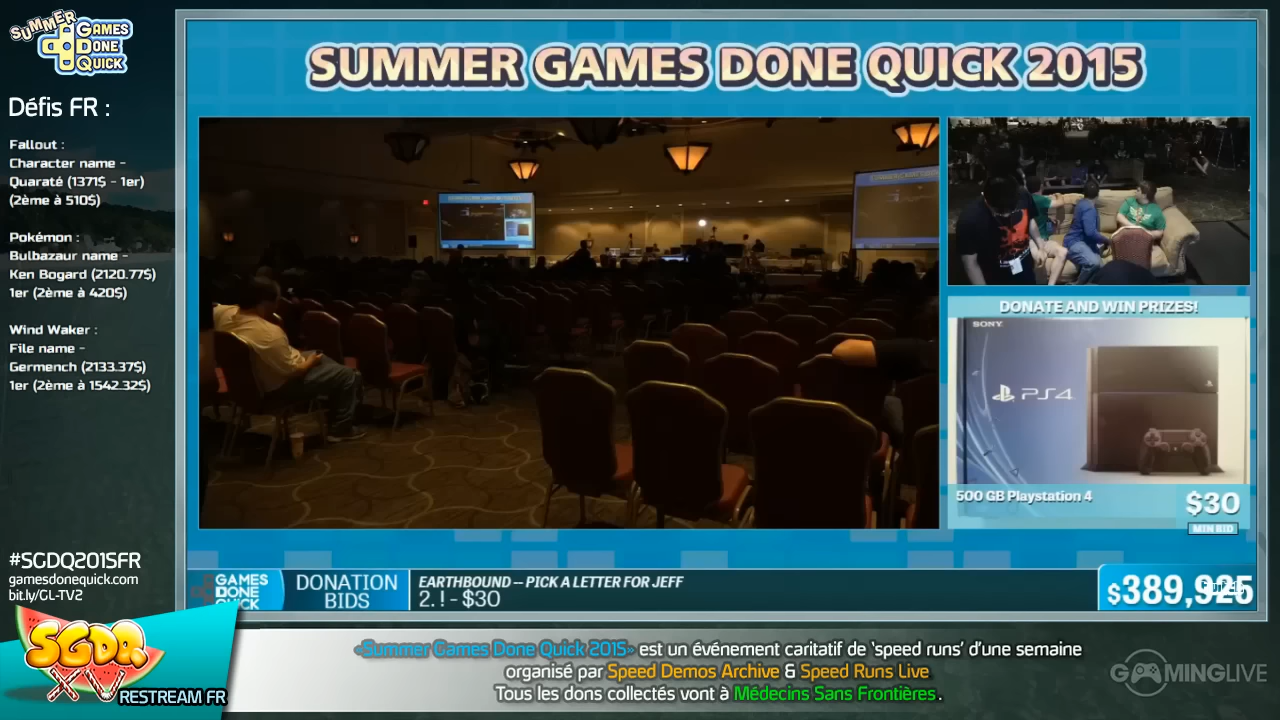 SUMMER
GAMES
DONE
QUICK
Défis FR :
Fallout :
Character name -
Quaraté (1371$ - 1er)
(2ème à 510$)
Pokémon :
Bulbazaur name -
Ken Bogard (2120.77$)
1er (2ème à 420$)
Wind Waker :
File name -
Germench (2133.37$)
1er (2ème à 1542.32$)
#SGDQ2015FR
gamesdonequick.com
bit.ly/GL-TV2
SGDQ
XV
RESTREAM FR
SUMMER GAMES DONE QUICK 2015
DONATE AND WIN PRIZES!
SONY
PS4
500 GB Playstation 4
$30
MIN BID
GAMES
DONE
QUICK
DONATION
BIDS
EARTHBOUND – PICK A LETTER FOR JEFF
2. ! - $30
$389,925
«Summer Games Done Quick 2015» est un événement caritatif de 'speed runs' d'une semaine
organisé par Speed Demos Archive & Speed Runs Live
Tous les dons collectés vont à Médecins Sans Frontières.
GAMINGLIVE